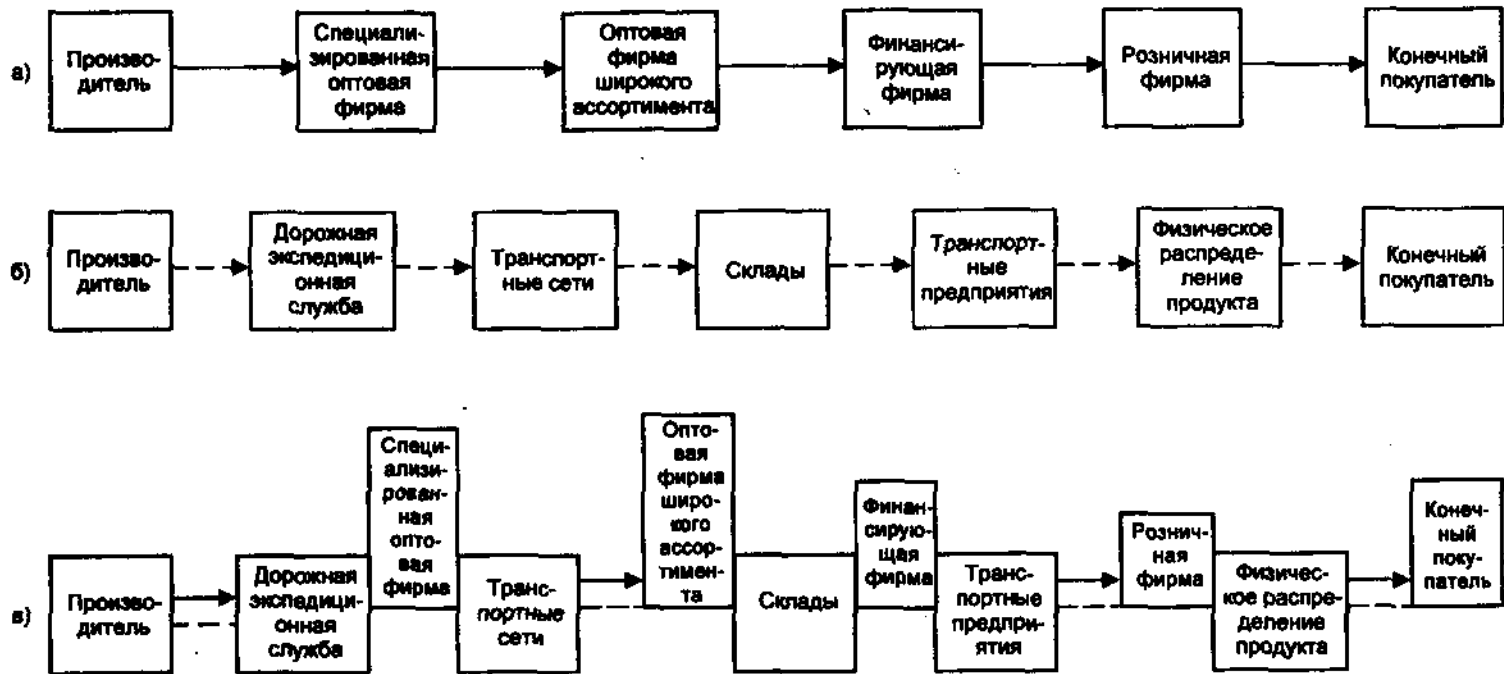 а)
Произво-
дитель
Специали-
зированная
оптовая
фирма
Оптовая
фирма
широкого
ассортимента
Финанси-
рующая
фирма
Розничная
фирма
Конечный
покупатель
б)
Произво-
дитель
Дорожная
экспедици-
онная
служба
Транспорт-
ные сети
Склады
Транспорт-
ные
предприятия
Физическое
распреде-
ление
продукта
Конечный
покупатель
в)
Произво-
дитель
Дорожная
экспедици-
онная
служба
Специ-
ализи-
рован-
ная
опто-
вая
фирма
Транс-
портные
сети
Опто-
вая
фирма
широ-
кого
ассор-
тимен-
та
Склады
Финан-
сирую-
щая
фирма
Транс-
портные
предпри-
ятия
Рознич-
ная
фирма
Физичес-
кое распре-
деление
продукта
Конеч-
ный
поку-
патель